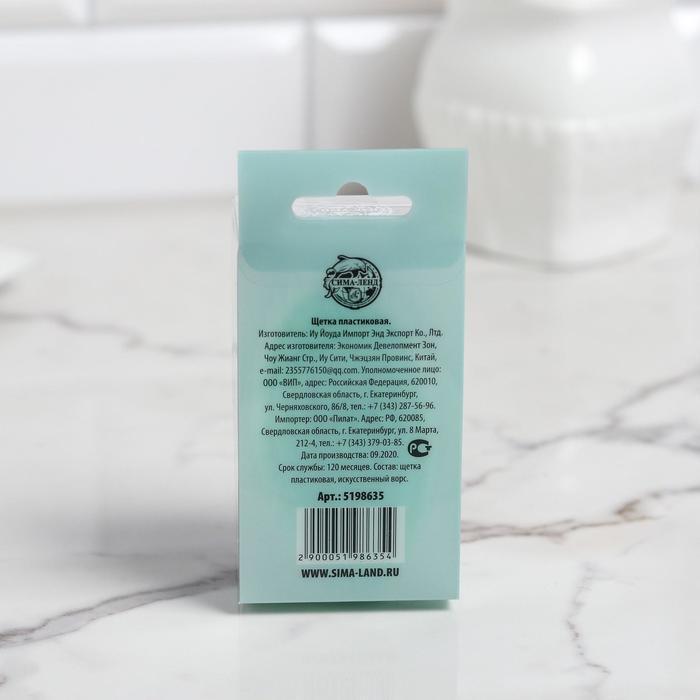 СИМА-ЛЕНД
Щетка пластиковая.
Изготовитель: Иу Йоуда Импорт Энд Экспорт Ко., Лтд.
Адрес изготовителя: Экономик Девелопмент Зон,
Чоу Жианг Стр., Иу Сити, Чжэцзян Провинс, Китай,
e-mail: 2355776150@qq.com. Уполномоченное лицо:
ООО «ВИП», адрес: Российская Федерация, 620010,
Свердловская область, г. Екатеринбург,
ул. Черняховского, 86/8, тел.: +7 (343) 287-56-96.
Импортер: ООО «Пилат». Адрес: РФ, 620085,
Свердловская область, г. Екатеринбург, ул. 8 Марта,
212-4, тел.: +7 (343) 379-03-85.
Дата производства: 09.2020.
Срок службы: 120 месяцев. Состав: щетка
пластиковая, искусственный ворс.
Арт.: 5198635
2 900051 986354
WWW.SIMA-LAND.RU